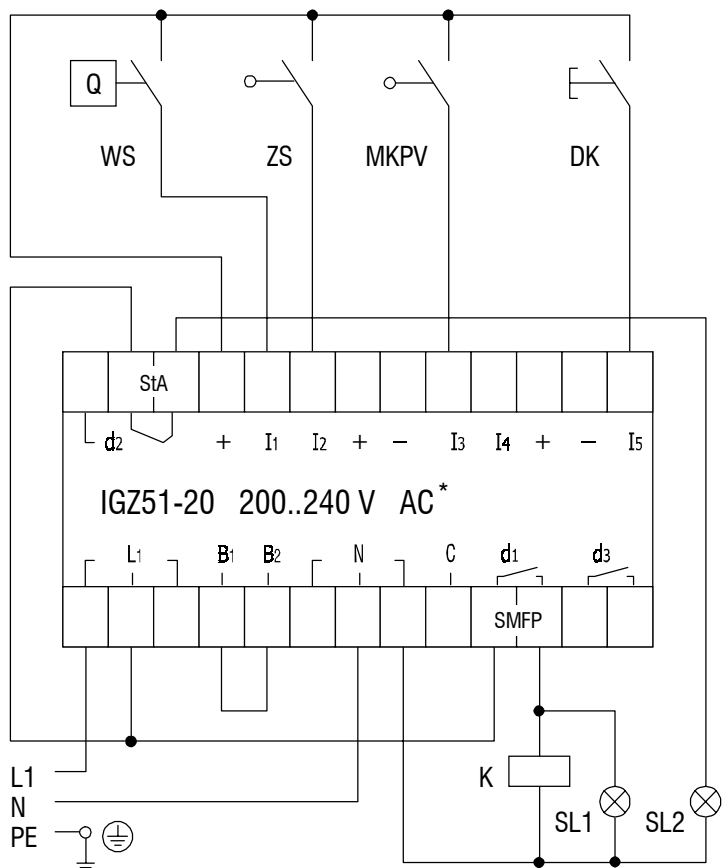 Q
WS ZS MKPV DK
StA
d2 + I1 I2 + − I3 I4 + − I5
IGZ51-20 200..240 V AC*
L1 B1 B2 N C d1 d3
SMFP
L1
N
PE
K
SL1 SL2